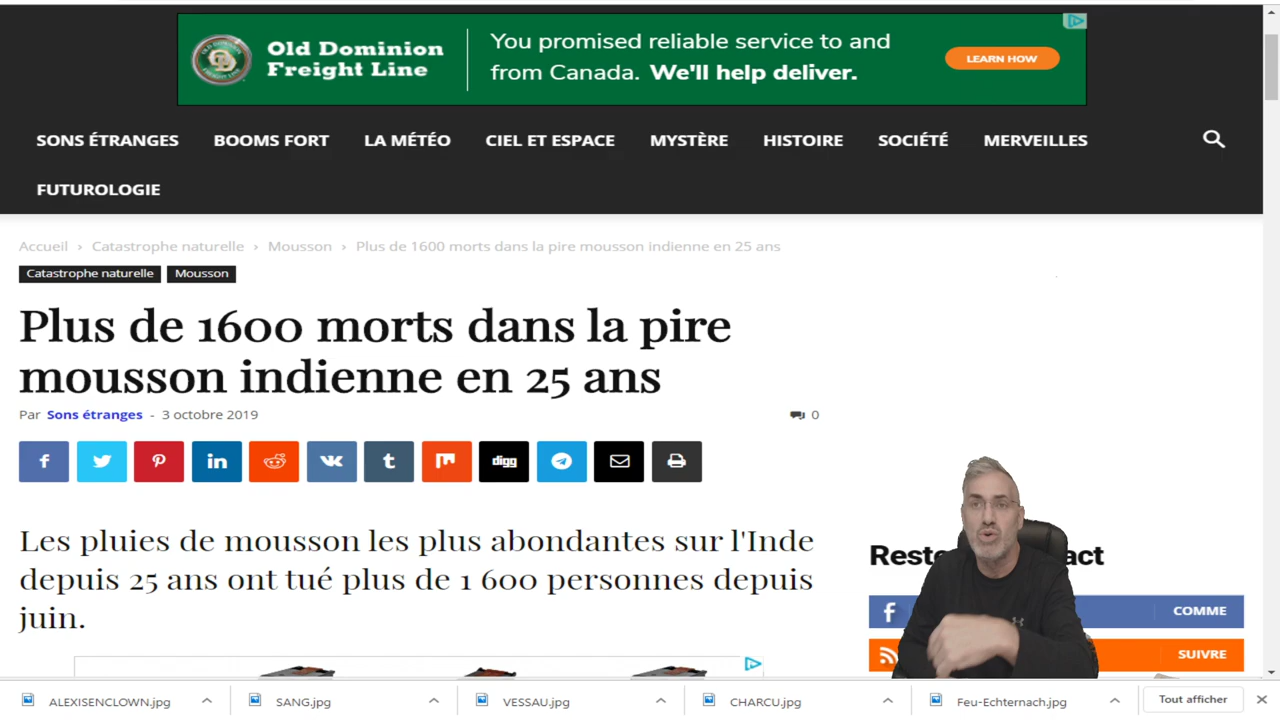 Old Dominion
Freight Line
You promised reliable service to and
from Canada. We'll help deliver.
LEARN HOW
SONS ÉTRANGES BOOMS FORT LA MÉTÉO CIEL ET ESPACE MYSTÈRE HISTOIRE SOCIÉTÉ MERVEILLES
FUTUROLOGIE
Accueil › Catastrophe naturelle › Mousson › Plus de 1600 morts dans la pire mousson indienne en 25 ans
Catastrophe naturelle Mousson
Plus de 1600 morts dans la pire
mousson indienne en 25 ans
Par Sons étranges - 3 octobre 2019 0
digg
Les pluies de mousson les plus abondantes sur l'Inde
depuis 25 ans ont tué plus de 1 600 personnes depuis
juin.
COMME
SUIVRE
ALEXISENCLOWN.jpg SANG.jpg VESSAU.jpg CHARCU.jpg Feu-Echternach.jpg Tout afficher